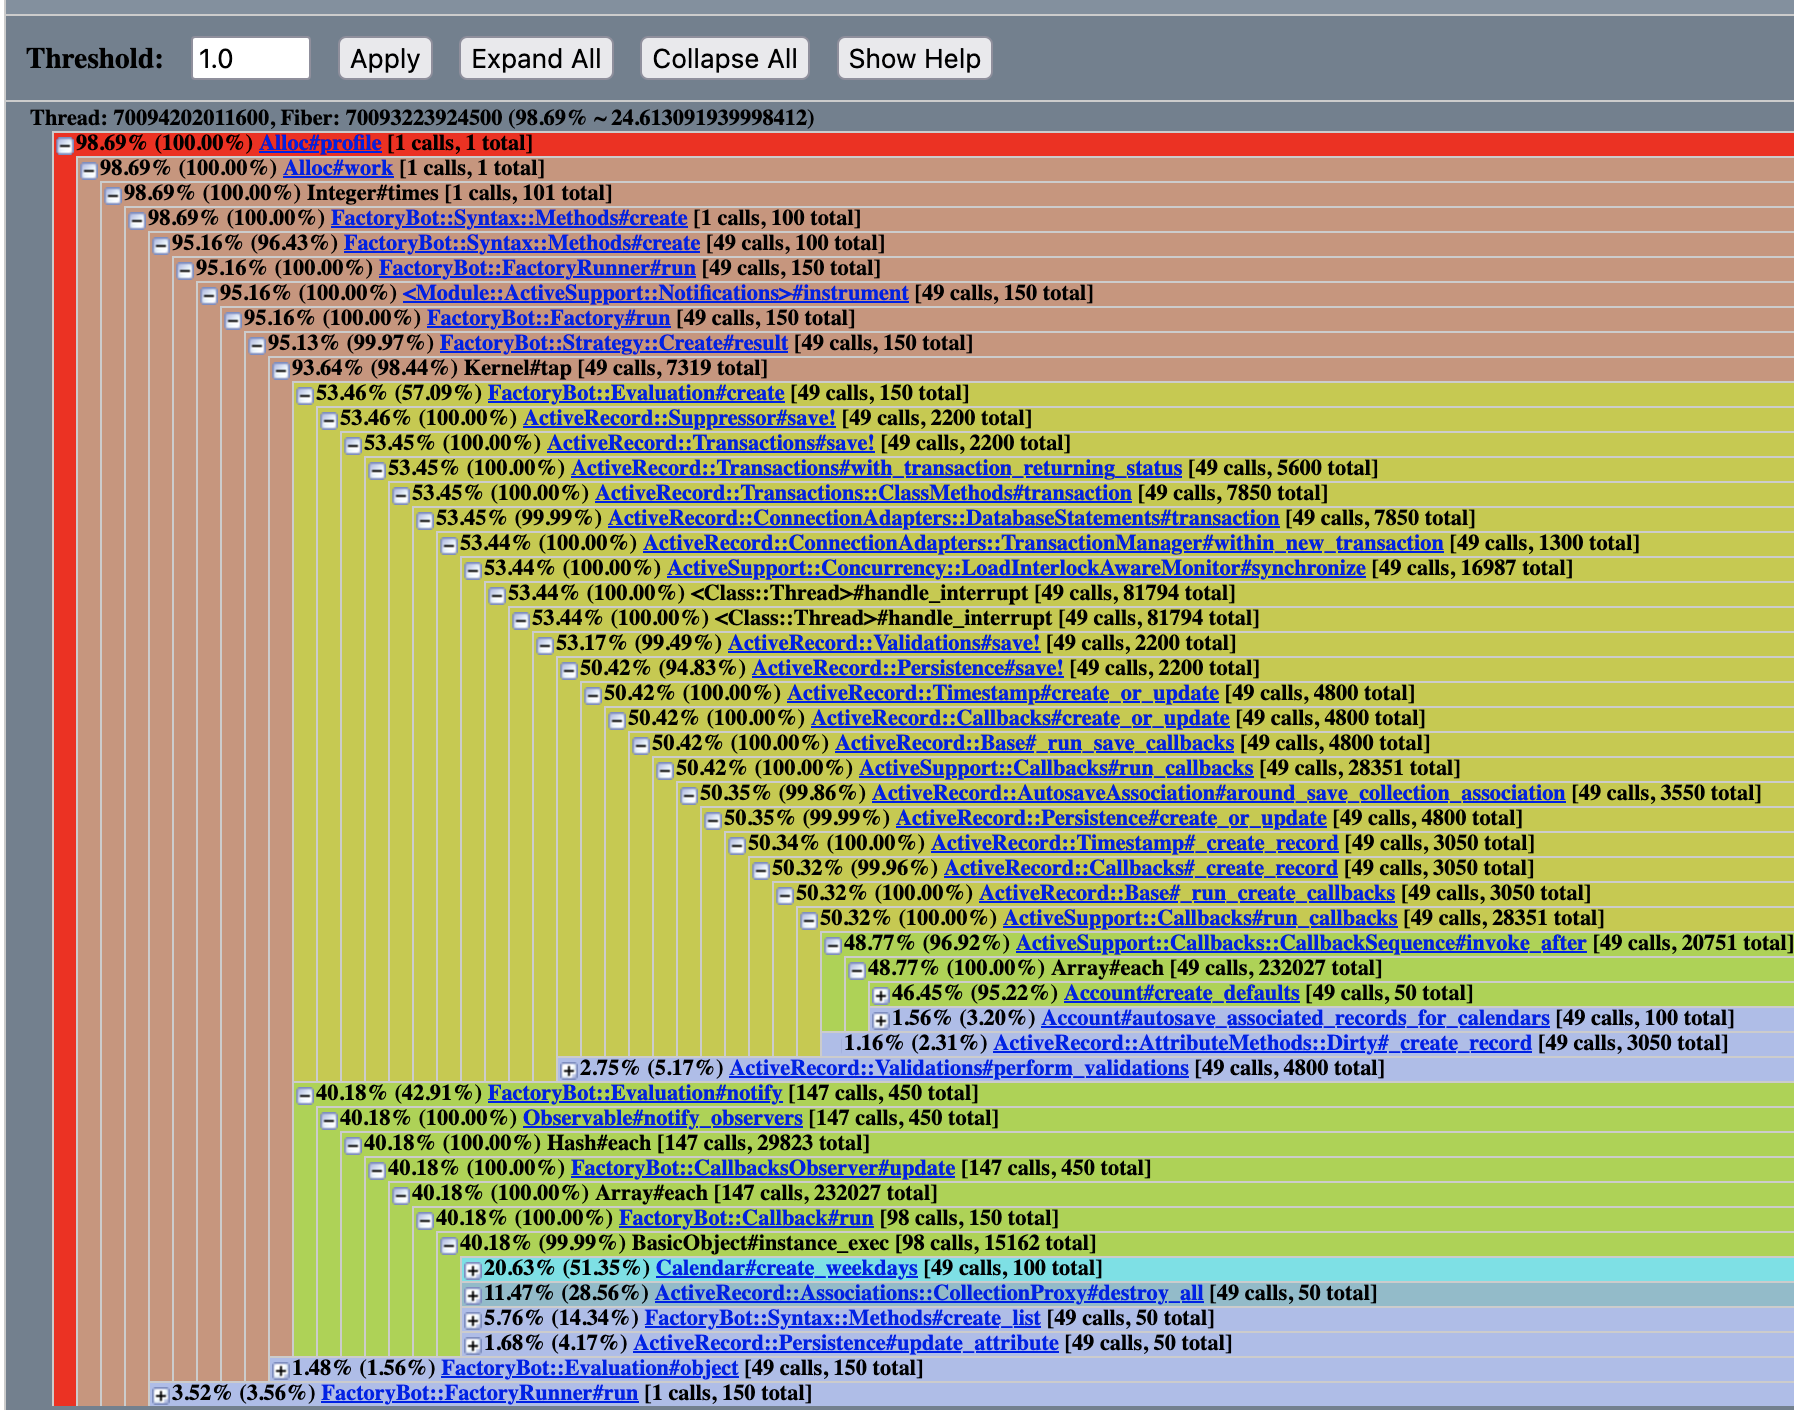 Threshold: 1.0 Apply Expand All Collapse All Show Help
Thread: 70094202011600, Fiber: 70093223924500 (98.69% ~ 24.613091939998412)
98.69% (100.00%) Alloc#profile [1 calls, 1 total]
98.69% (100.00%) Alloc#work [1 calls, 1 total]
98.69% (100.00%) Integer#times [1 calls, 101 total]
98.69% (100.00%) FactoryBot::Syntax::Methods#create [1 calls, 100 total]
95.16% (96.43%) FactoryBot::Syntax::Methods#create [49 calls, 100 total]
95.16% (100.00%) FactoryBot::FactoryRunner#run [49 calls, 150 total]
95.16% (100.00%) <Module::ActiveSupport::Notifications>#instrument [49 calls, 150 total]
95.16% (100.00%) FactoryBot::Factory#run [49 calls, 150 total]
95.13% (99.97%) FactoryBot::Strategy::Create#result [49 calls, 150 total]
93.64% (98.44%) Kernel#tap [49 calls, 7319 total]
53.46% (57.09%) FactoryBot::Evaluation#create [49 calls, 150 total]
53.46% (100.00%) ActiveRecord::Suppressor#save! [49 calls, 2200 total]
53.45% (100.00%) ActiveRecord::Transactions#save! [49 calls, 2200 total]
53.45% (100.00%) ActiveRecord::Transactions#with_transaction_returning_status [49 calls, 5600 total]
53.45% (100.00%) ActiveRecord::Transactions::ClassMethods#transaction [49 calls, 7850 total]
53.45% (99.99%) ActiveRecord::ConnectionAdapters::DatabaseStatements#transaction [49 calls, 7850 total]
53.44% (100.00%) ActiveRecord::ConnectionAdapters::TransactionManager#within_new_transaction [49 calls, 1300 total]
53.44% (100.00%) ActiveSupport::Concurrency::LoadInterlockAwareMonitor#synchronize [49 calls, 16987 total]
53.44% (100.00%) <Class::Thread>#handle_interrupt [49 calls, 81794 total]
53.44% (100.00%) <Class::Thread>#handle_interrupt [49 calls, 81794 total]
53.17% (99.49%) ActiveRecord::Validations#save! [49 calls, 2200 total]
50.42% (94.83%) ActiveRecord::Persistence#save! [49 calls, 2200 total]
50.42% (100.00%) ActiveRecord::Timestamp#create_or_update [49 calls, 4800 total]
50.42% (100.00%) ActiveRecord::Callbacks#create_or_update [49 calls, 4800 total]
50.42% (100.00%) ActiveRecord::Base#_run_save_callbacks [49 calls, 4800 total]
50.42% (100.00%) ActiveSupport::Callbacks#run_callbacks [49 calls, 28351 total]
50.35% (99.86%) ActiveRecord::AutosaveAssociation#around_save_collection_association [49 calls, 3550 total]
50.35% (99.99%) ActiveRecord::Persistence#create_or_update [49 calls, 4800 total]
50.34% (100.00%) ActiveRecord::Timestamp#_create_record [49 calls, 3050 total]
50.32% (99.96%) ActiveRecord::Callbacks#_create_record [49 calls, 3050 total]
50.32% (100.00%) ActiveRecord::Base#_run_create_callbacks [49 calls, 3050 total]
50.32% (100.00%) ActiveSupport::Callbacks#run_callbacks [49 calls, 28351 total]
48.77% (96.92%) ActiveSupport::Callbacks::CallbackSequence#invoke_after [49 calls, 20751 total]
48.77% (100.00%) Array#each [49 calls, 232027 total]
46.45% (95.22%) Account#create_defaults [49 calls, 50 total]
1.56% (3.20%) Account#autosave_associated_records_for_calendars [49 calls, 100 total]
1.16% (2.31%) ActiveRecord::AttributeMethods::Dirty#_create_record [49 calls, 3050 total]
2.75% (5.17%) ActiveRecord::Validations#perform_validations [49 calls, 4800 total]
40.18% (42.91%) FactoryBot::Evaluation#notify [147 calls, 450 total]
40.18% (100.00%) Observable#notify_observers [147 calls, 450 total]
40.18% (100.00%) Hash#each [147 calls, 29823 total]
40.18% (100.00%) FactoryBot::CallbacksObserver#update [147 calls, 450 total]
40.18% (100.00%) Array#each [147 calls, 232027 total]
40.18% (100.00%) FactoryBot::Callback#run [98 calls, 150 total]
40.18% (99.99%) BasicObject#instance_exec [98 calls, 15162 total]
20.63% (51.35%) Calendar#create_weekdays [49 calls, 100 total]
11.47% (28.56%) ActiveRecord::Associations::CollectionProxy#destroy_all [49 calls, 50 total]
5.76% (14.34%) FactoryBot::Syntax::Methods#create_list [49 calls, 50 total]
1.68% (4.17%) ActiveRecord::Persistence#update_attribute [49 calls, 50 total]
1.48% (1.56%) FactoryBot::Evaluation#object [49 calls, 150 total]
3.52% (3.56%) FactoryBot::FactoryRunner#run [1 calls, 150 total]